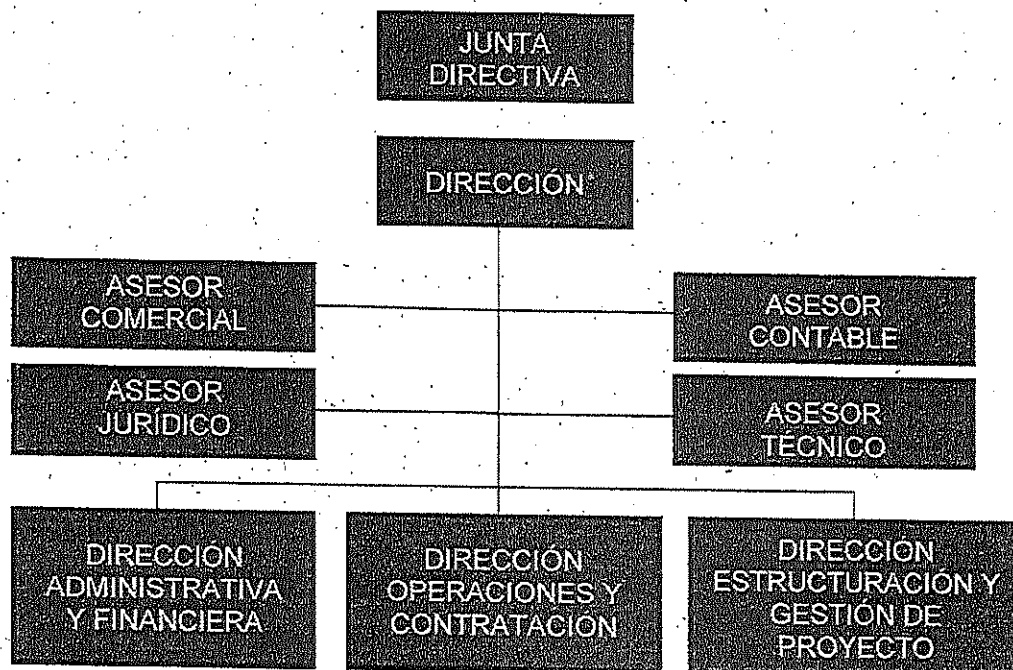 JUNTA
DIRECTIVA
DIRECCIÓN
ASESOR
COMERCIAL
ASESOR
CONTABLE
ASESOR
JURÍDICO
ASESOR
TÉCNICO
DIRECCIÓN
ADMINISTRATIVA
Y FINANCIERA
DIRECCIÓN
OPERACIONES Y
CONTRATACIÓN
DIRECCIÓN
ESTRUCTURACIÓN Y
GESTIÓN DE
PROYECTO